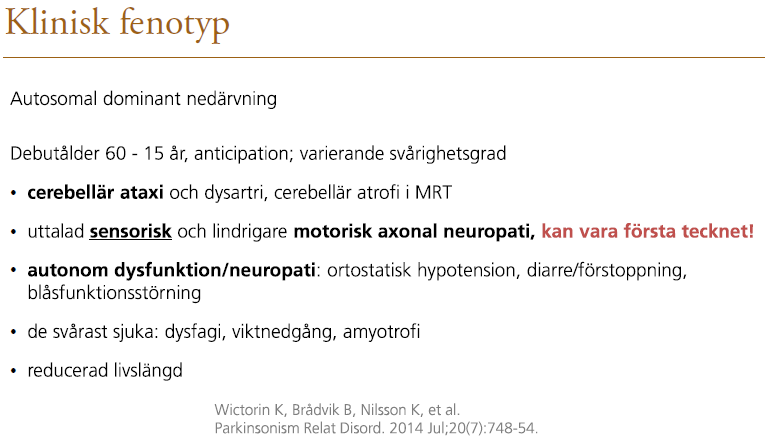 Klinisk fenotyp
Autosomal dominant nedärvning
Debutålder 60 - 15 år, anticipation; varierande svårighetsgrad
• cerebellär ataxi och dysartri, cerebellär atrofi i MRT
• uttalad sensorisk och lindrigare motorisk axonal neuropati, kan vara första tecknet!
• autonom dysfunktion/neuropati: ortostatisk hypotension, diarre/förstoppning,
blåsfunktionsstörning
• de svårast sjuka: dysfagi, viktnedgång, amyotrofi
• reducerad livslängd
Wictorin K, Brådvik B, Nilsson K, et al.
Parkinsonism Relat Disord. 2014 Jul;20(7):748-54.